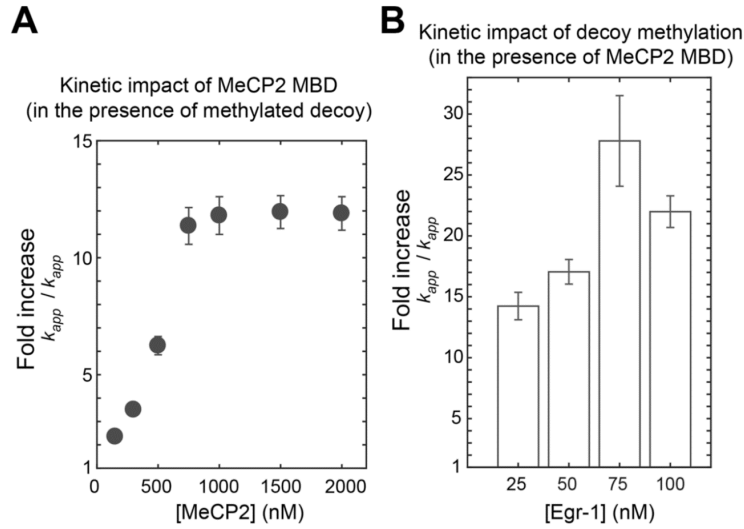 A
Kinetic impact of MeCP2 MBD
(in the presence of methylated decoy)
15
10
5
1
Fold increase
kapp / kapp
0 500 1000 1500 2000
[MeCP2] (nM)
B
Kinetic impact of decoy methylation
(in the presence of MeCP2 MBD)
30
25
20
15
10
5
1
Fold increase
kapp / kapp
25 50 75 100
[Egr-1] (nM)